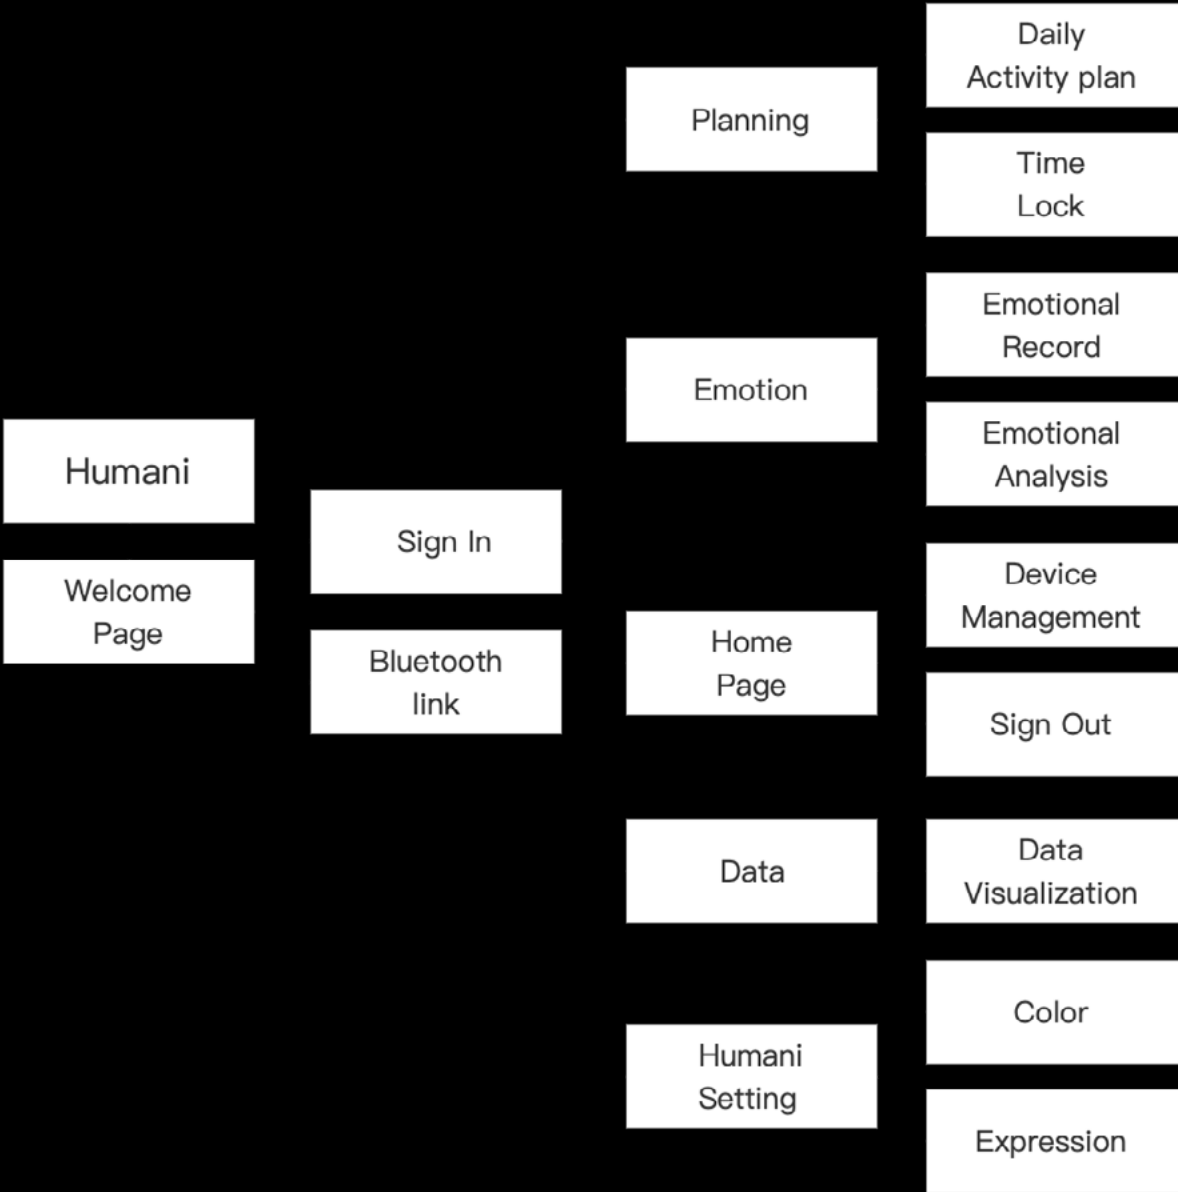 Humani
Welcome
Page
Sign In
Bluetooth
link
Planning
Emotion
Home
Page
Data
Humani
Setting
Daily
Activity plan
Time
Lock
Emotional
Record
Emotional
Analysis
Device
Management
Sign Out
Data
Visualization
Color
Expression